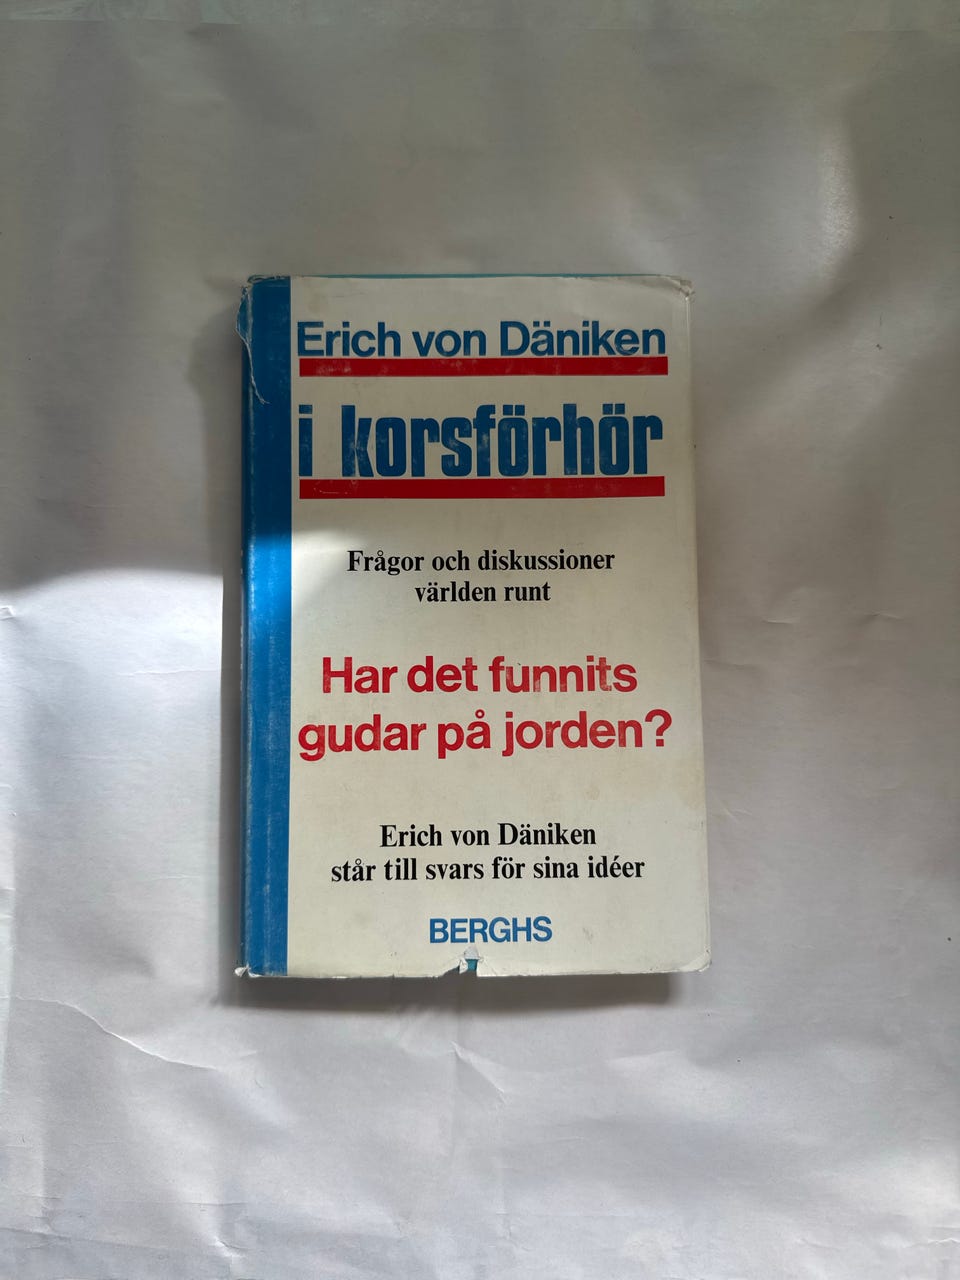 Erich von Däniken
i korsförhör
Frågor och diskussioner
världen runt
Har det funnits
gudar på jorden?
Erich von Däniken
står till svars för sina idéer
BERGHS